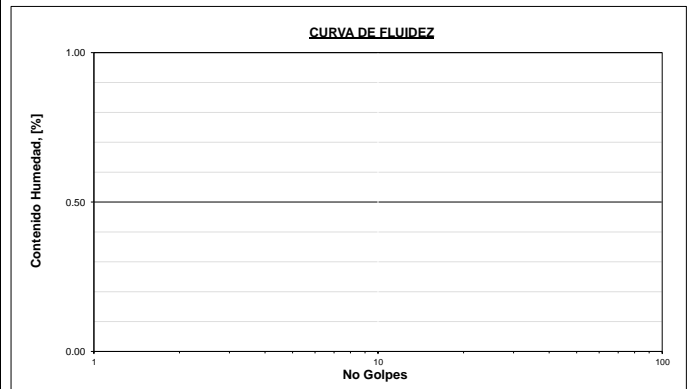 CURVA DE FLUIDEZ
1.00
Contenido Humedad, [%]
0.50
0.00
1
10
100
No Golpes